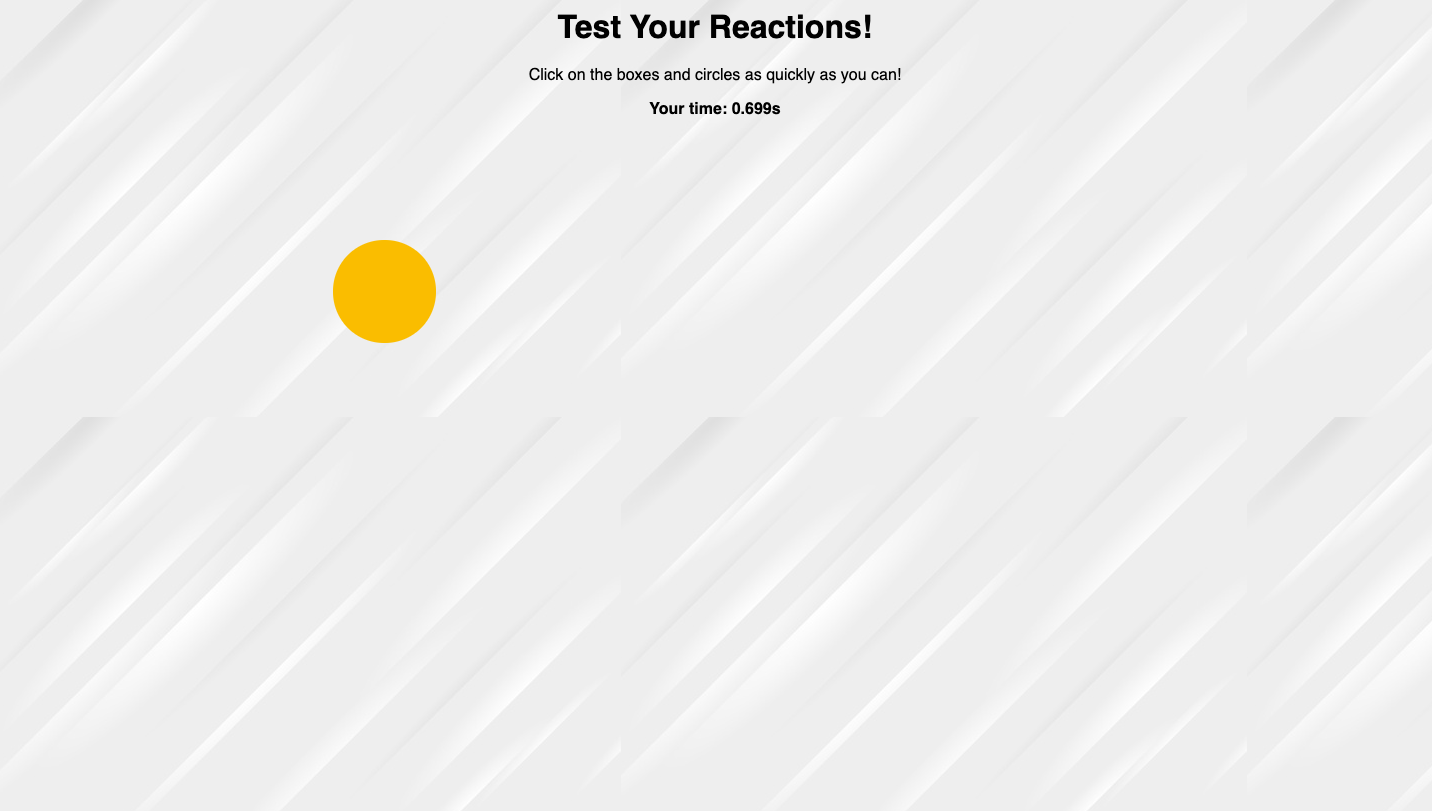 Test Your Reactions!
Click on the boxes and circles as quickly as you can!
Your time: 0.699s